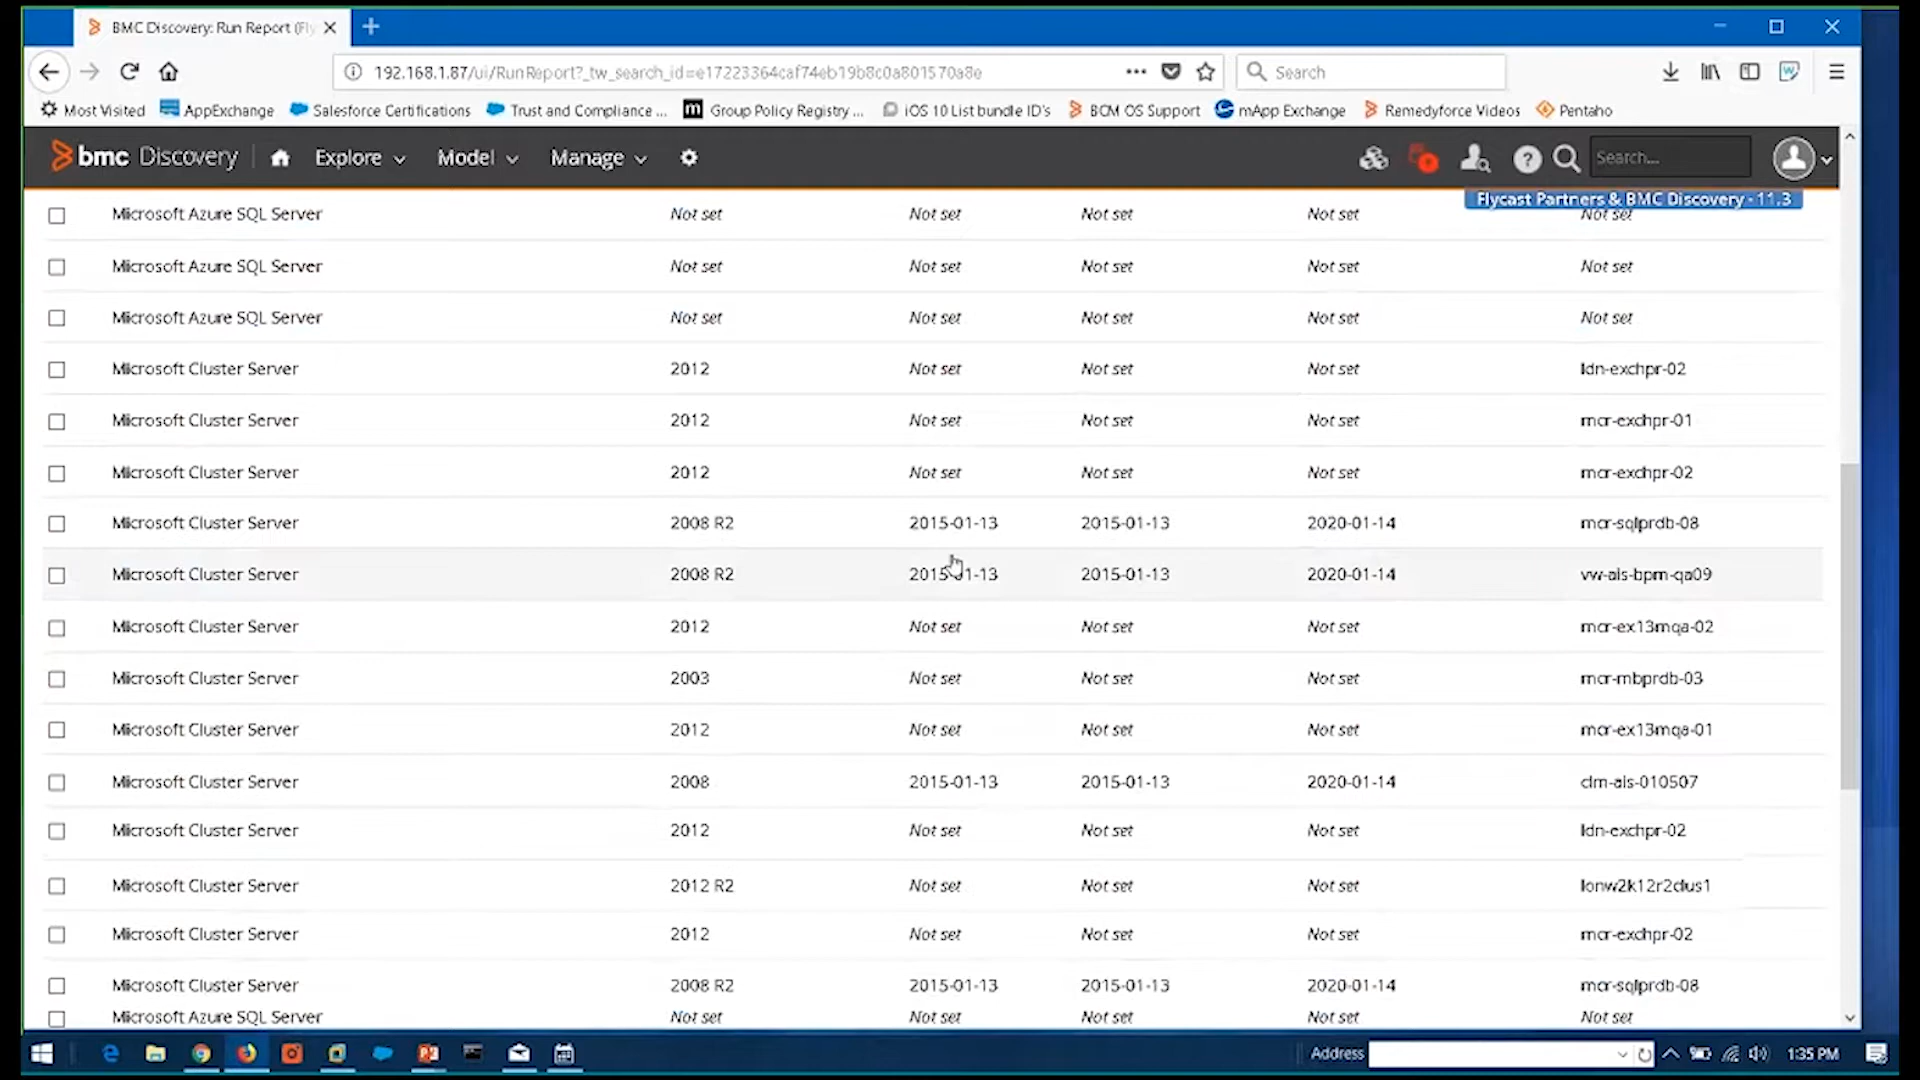 BMC Discovery: Run Report (Fly
192.168.1.87/ui/RunReport?_tw_search_id=e17223364caf74eb19b8c0a801570a8e
Search
Most Visited AppExchange Salesforce Certifications Trust and Compliance ... Group Policy Registry ... iOS 10 List bundle ID's BCM OS Support mApp Exchange Remedyforce Videos Pentaho
bmc Discovery Explore Model Manage Search...
Flycast Partners & BMC Discovery - 11.3
Microsoft Azure SQL Server Not set Not set Not set Not set Not set
Microsoft Azure SQL Server Not set Not set Not set Not set Not set
Microsoft Azure SQL Server Not set Not set Not set Not set Not set
Microsoft Cluster Server 2012 Not set Not set Not set ldn-exchpr-02
Microsoft Cluster Server 2012 Not set Not set Not set mcr-exchpr-01
Microsoft Cluster Server 2012 Not set Not set Not set mcr-exchpr-02
Microsoft Cluster Server 2008 R2 2015-01-13 2015-01-13 2020-01-14 mcr-sqlprdb-08
Microsoft Cluster Server 2008 R2 2015-01-13 2015-01-13 2020-01-14 vw-ais-bpm-qa09
Microsoft Cluster Server 2012 Not set Not set Not set mcr-ex13mqa-02
Microsoft Cluster Server 2003 Not set Not set Not set mcr-mbprdb-03
Microsoft Cluster Server 2012 Not set Not set Not set mcr-ex13mqa-01
Microsoft Cluster Server 2008 2015-01-13 2015-01-13 2020-01-14 clm-ais-010507
Microsoft Cluster Server 2012 Not set Not set Not set ldn-exchpr-02
Microsoft Cluster Server 2012 R2 Not set Not set Not set lonw2k12r2clus1
Microsoft Cluster Server 2012 Not set Not set Not set mcr-exchpr-02
Microsoft Cluster Server 2008 R2 2015-01-13 2015-01-13 2020-01-14 mcr-sqlprdb-08
Microsoft Azure SQL Server Not set Not set Not set Not set Not set
Address 1:35 PM